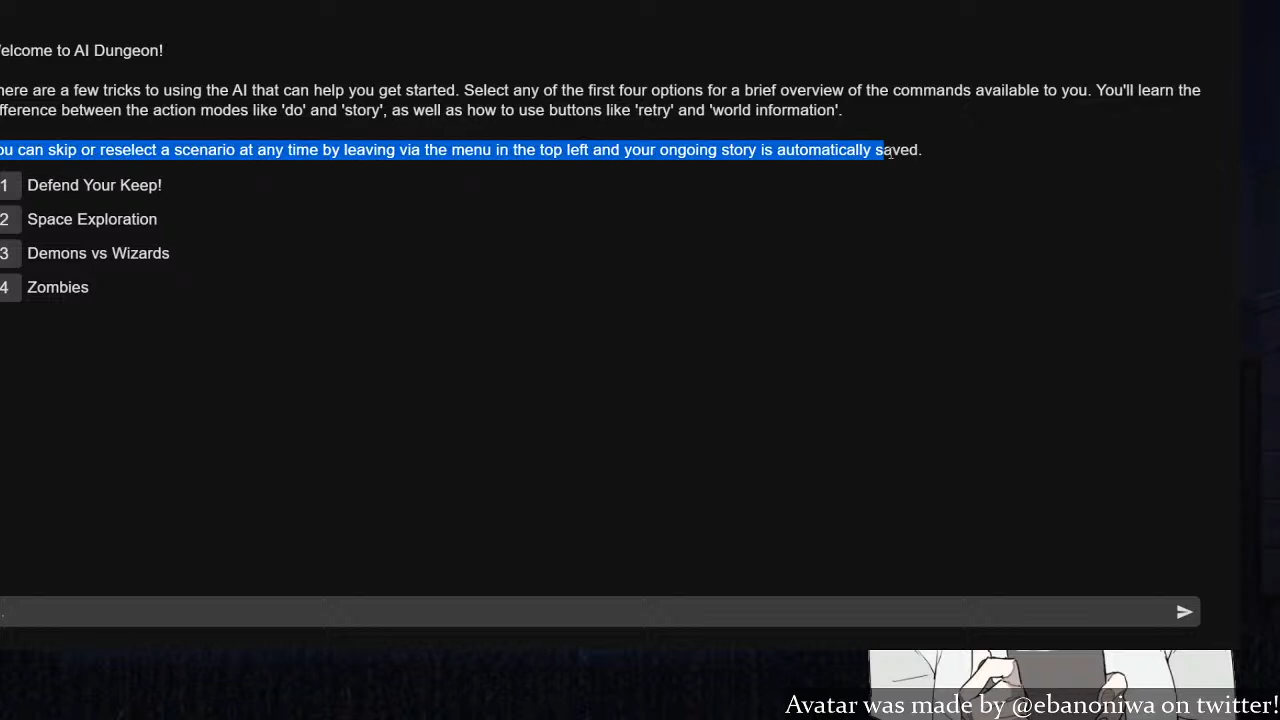 elcome to AI Dungeon!
here are a few tricks to using the AI that can help you get started. Select any of the first four options for a brief overview of the commands available to you. You'll learn the
fference between the action modes like 'do' and 'story', as well as how to use buttons like 'retry' and 'world information'.
ou can skip or reselect a scenario at any time by leaving via the menu in the top left and your ongoing story is automatically saved.
1 Defend Your Keep!
2 Space Exploration
3 Demons vs Wizards
4 Zombies
Avatar was made by @ebanoniwa on twitter!